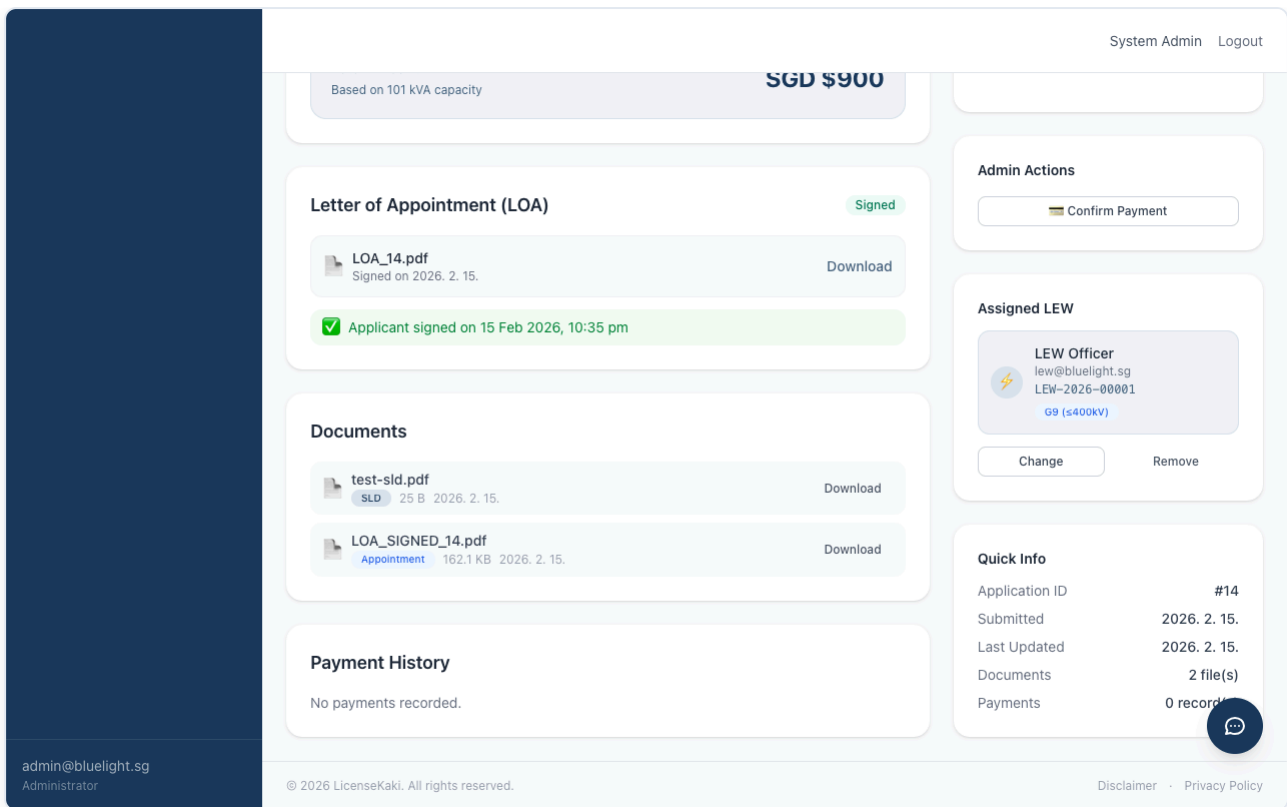 System Admin Logout
Based on 101 kVA capacity
SGD $900
Letter of Appointment (LOA)
Signed
LOA_14.pdf
Signed on 2026. 2. 15.
Download
Applicant signed on 15 Feb 2026, 10:35 pm
Documents
test-sld.pdf
SLD 25 B 2026. 2. 15.
Download
LOA_SIGNED_14.pdf
Appointment 162.1 KB 2026. 2. 15.
Download
Payment History
No payments recorded.
Admin Actions
Confirm Payment
Assigned LEW
LEW Officer
lew@bluelight.sg
LEW-2026-00001
G9 (≤400kV)
Change Remove
Quick Info
Application ID #14
Submitted 2026. 2. 15.
Last Updated 2026. 2. 15.
Documents 2 file(s)
Payments 0
admin@bluelight.sg
Administrator
© 2026 LicenseKaki. All rights reserved.
Disclaimer · Privacy Policy